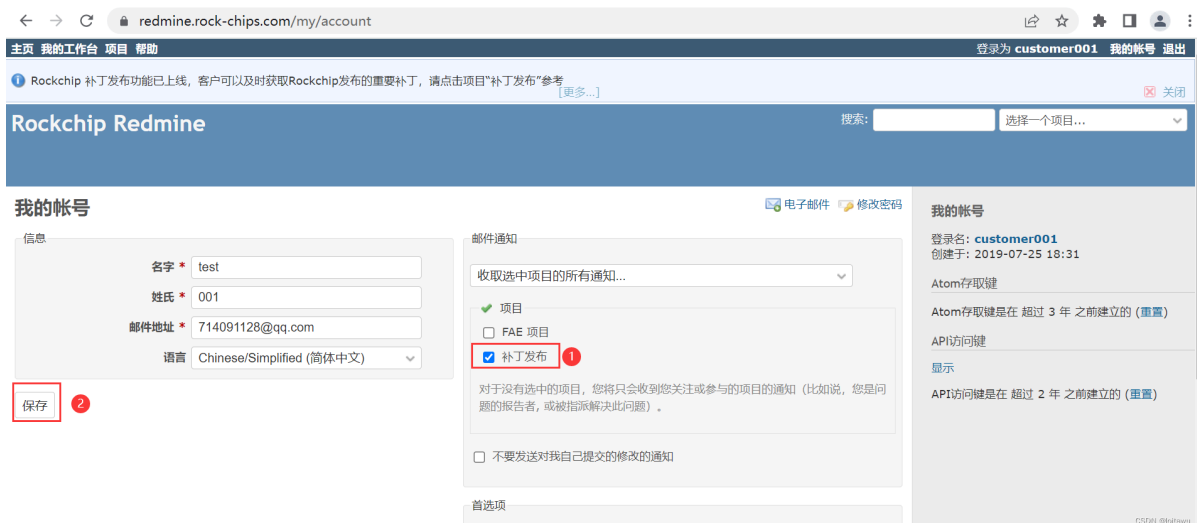 redmine.rock-chips.com/my/account
主页 我的工作台 项目 帮助
登录为 customer001 我的帐号 退出
Rockchip 补丁发布功能已上线，客户可以及时获取Rockchip发布的重要补丁，请点击项目“补丁发布”参考
[更多...]
关闭
Rockchip Redmine
搜索:
选择一个项目...
我的帐号
电子邮件 修改密码
信息
名字 * test
姓氏 * 001
邮件地址 * 714091128@qq.com
语言 Chinese/Simplified (简体中文)
保存
2
邮件通知
收取选中项目的所有通知...
项目
FAE 项目
补丁发布
1
对于没有选中的项目，您将只会收到您关注或参与的项目的通知（比如说，您是问
题的报告者, 或被指派解决此问题）。
不要发送对我自己提交的修改的通知
首选项
我的帐号
登录名: customer001
创建于: 2019-07-25 18:31
Atom存取键
Atom存取键是在 超过 3 年 之前建立的 (重置)
API访问键
显示
API访问键是在 超过 2 年 之前建立的 (重置)